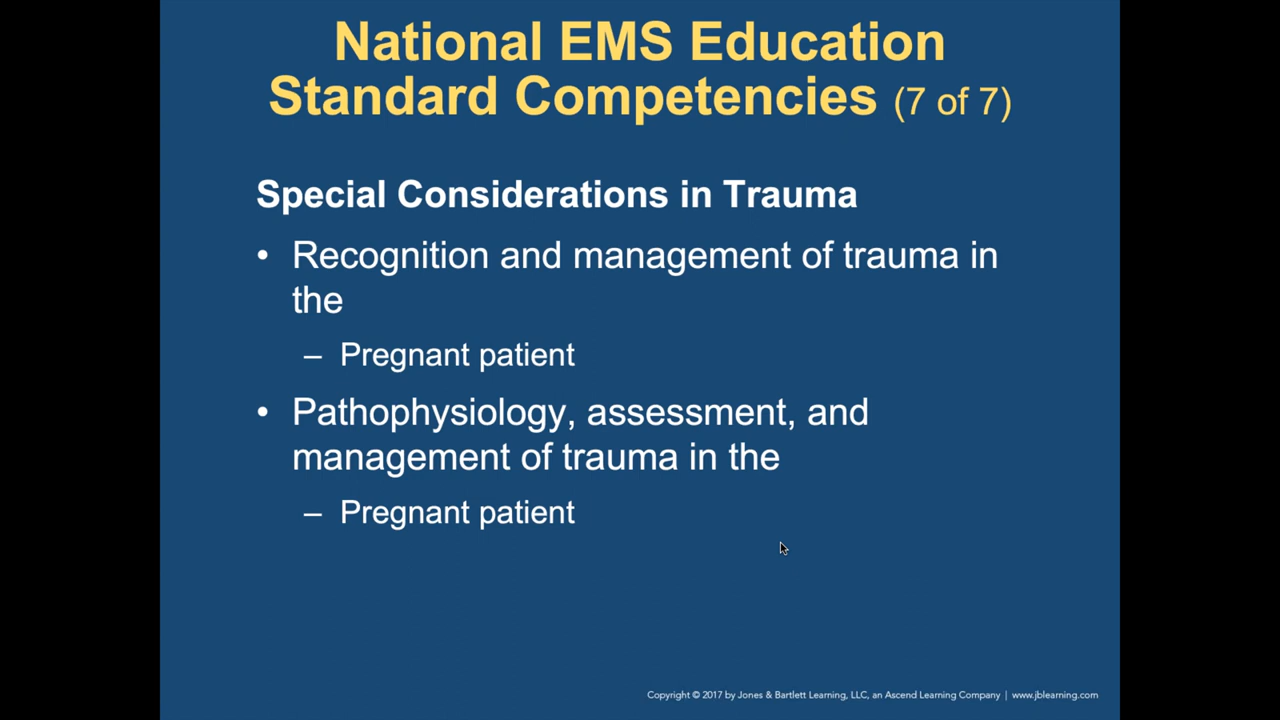 National EMS Education
Standard Competencies (7 of 7)
Special Considerations in Trauma
• Recognition and management of trauma in
the
– Pregnant patient
• Pathophysiology, assessment, and
management of trauma in the
– Pregnant patient
Copyright © 2017 by Jones & Bartlett Learning, LLC, an Ascend Learning Company | www.jblearning.com